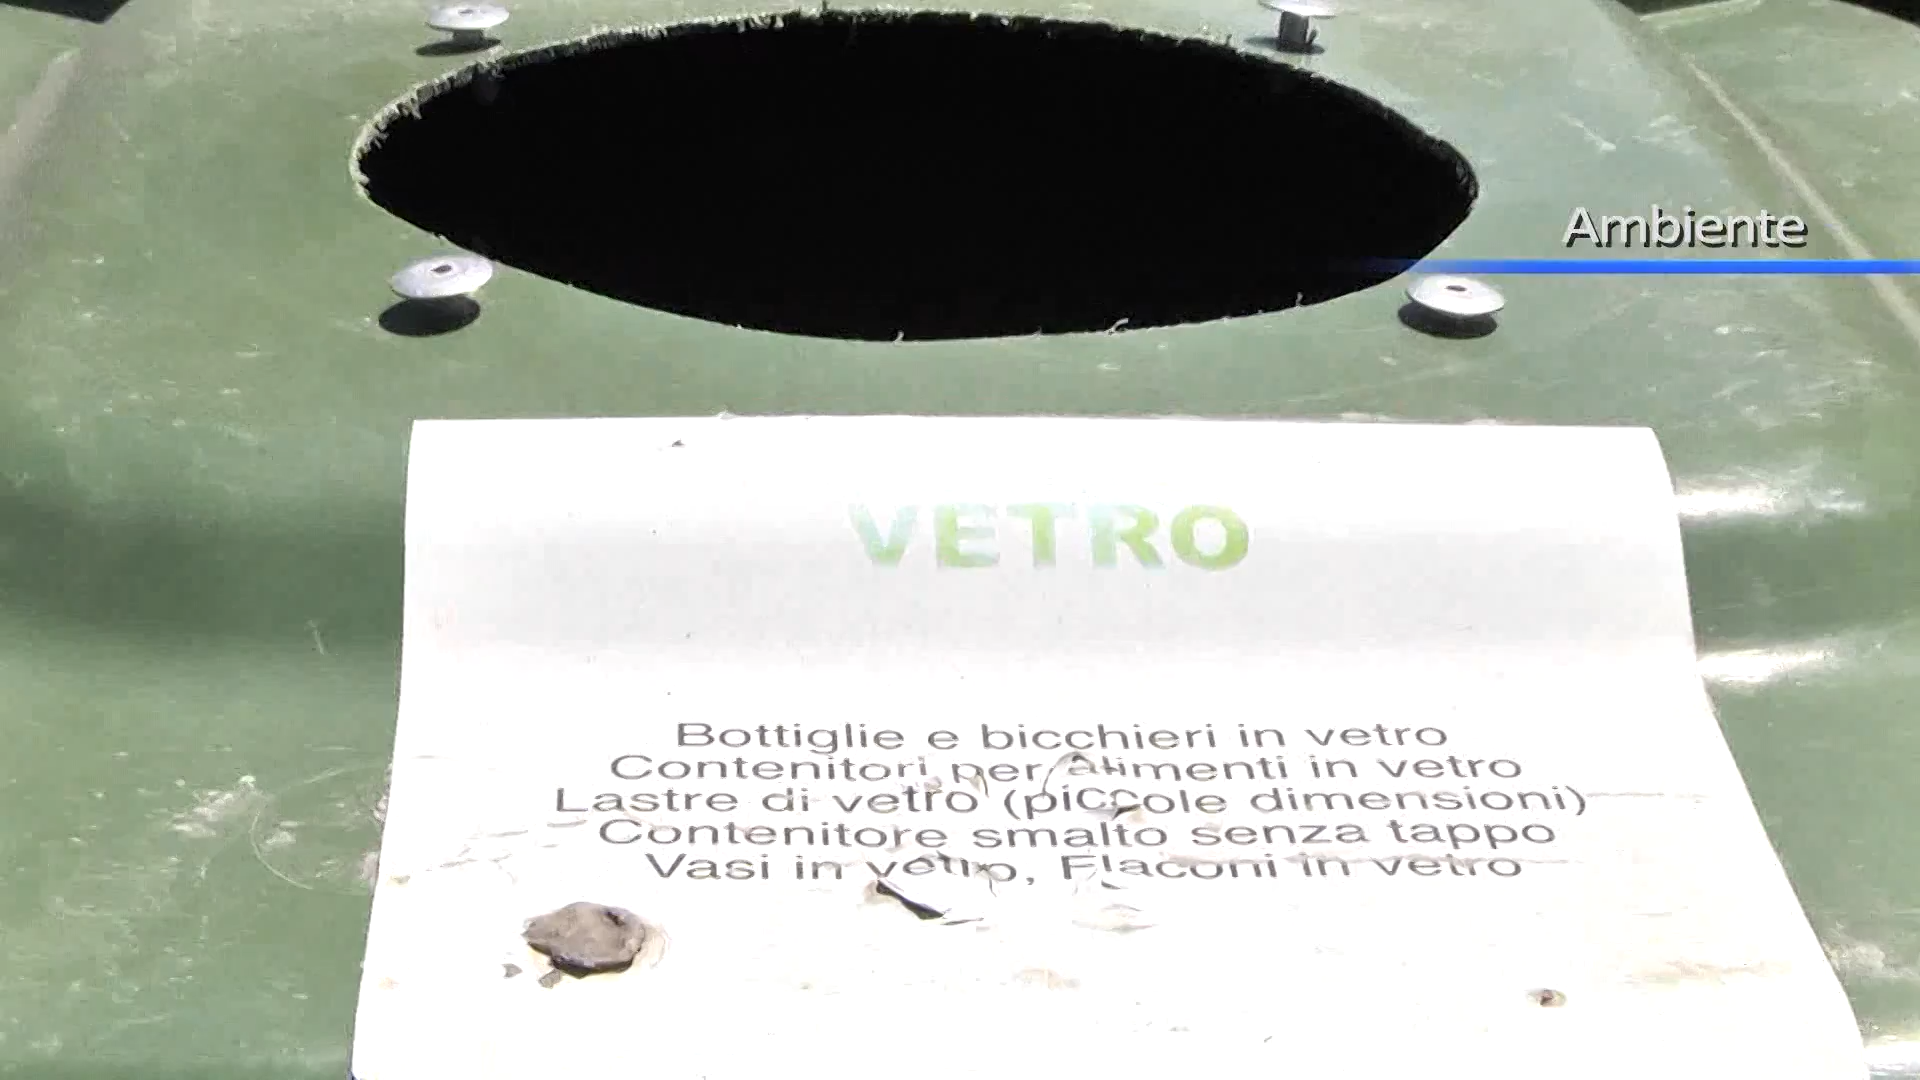 Ambiente
VETRO
Bottiglie e bicchieri in vetro
Contenitori per alimenti in vetro
Lastre di vetro (piccole dimensioni)
Contenitore smalto senza tappo
Vasi in vetro, Flaconi in vetro